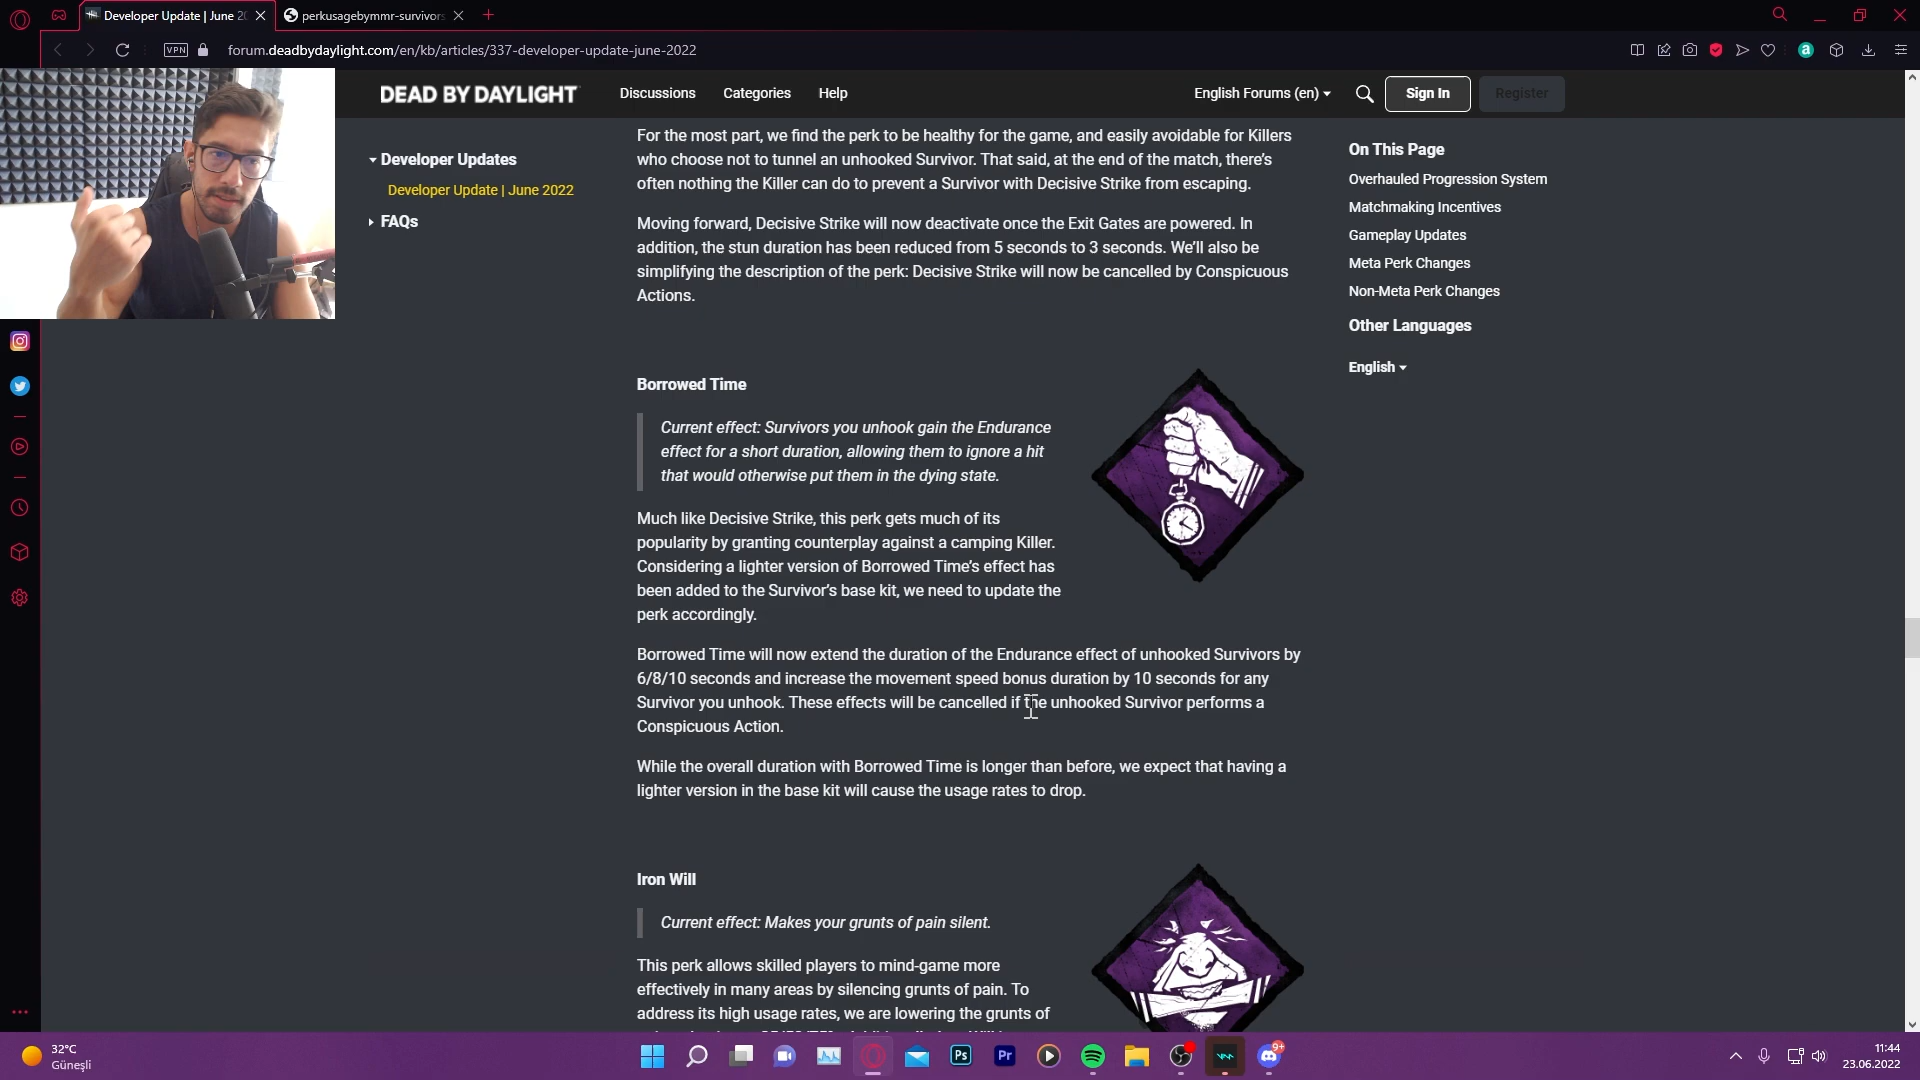 Developer Update | June 20
perkusagebymmr-survivors
VPN
forum.deadbydaylight.com/en/kb/articles/337-developer-update-june-2022
DEAD BY DAYLIGHT
Discussions
Categories
Help
English Forums (en)
Sign In
Register
Developer Updates
Developer Update | June 2022
FAQs
For the most part, we find the perk to be healthy for the game, and easily avoidable for Killers
who choose not to tunnel an unhooked Survivor. That said, at the end of the match, there's
often nothing the Killer can do to prevent a Survivor with Decisive Strike from escaping.
Moving forward, Decisive Strike will now deactivate once the Exit Gates are powered. In
addition, the stun duration has been reduced from 5 seconds to 3 seconds. We'll also be
simplifying the description of the perk: Decisive Strike will now be cancelled by Conspicuous
Actions.
Borrowed Time
Current effect: Survivors you unhook gain the Endurance
effect for a short duration, allowing them to ignore a hit
that would otherwise put them in the dying state.
Much like Decisive Strike, this perk gets much of its
popularity by granting counterplay against a camping Killer.
Considering a lighter version of Borrowed Time's effect has
been added to the Survivor's base kit, we need to update the
perk accordingly.
Borrowed Time will now extend the duration of the Endurance effect of unhooked Survivors by
6/8/10 seconds and increase the movement speed bonus duration by 10 seconds for any
Survivor you unhook. These effects will be cancelled if the unhooked Survivor performs a
Conspicuous Action.
While the overall duration with Borrowed Time is longer than before, we expect that having a
lighter version in the base kit will cause the usage rates to drop.
Iron Will
Current effect: Makes your grunts of pain silent.
This perk allows skilled players to mind-game more
effectively in many areas by silencing grunts of pain. To
address its high usage rates, we are lowering the grunts of
On This Page
Overhauled Progression System
Matchmaking Incentives
Gameplay Updates
Meta Perk Changes
Non-Meta Perk Changes
Other Languages
English
32°C
Güneşli
Ps
Pr
9+
11:44
23.06.2022